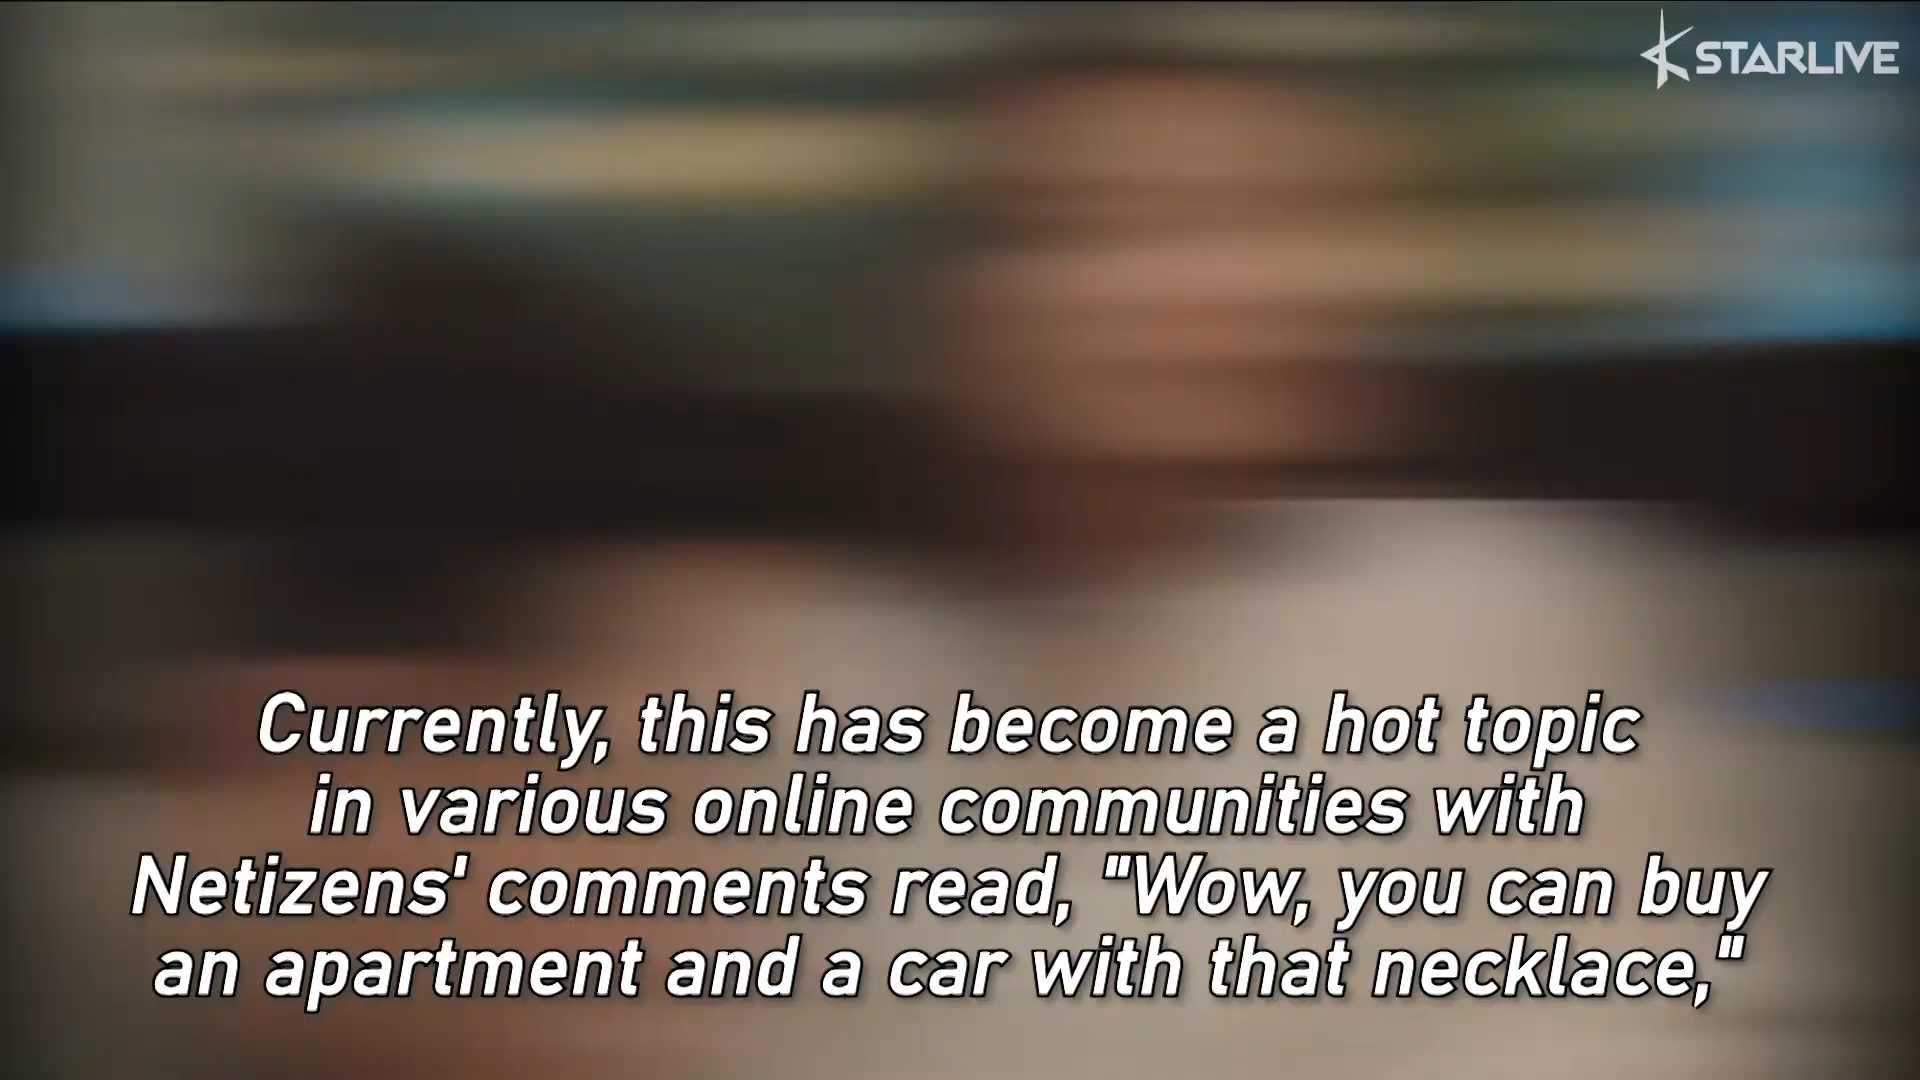 STARLIVE
Currently, this has become a hot topic
in various online communities with
Netizens' comments read, "Wow, you can buy
an apartment and a car with that necklace,"